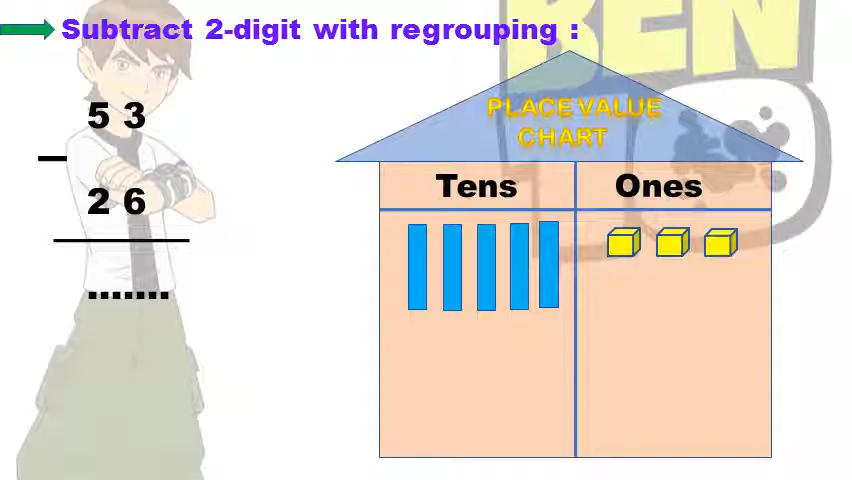 Subtract 2-digit with regrouping :
BEN
PLACE VALUE
CHART
5 3
Tens Ones
–
2 6
.......